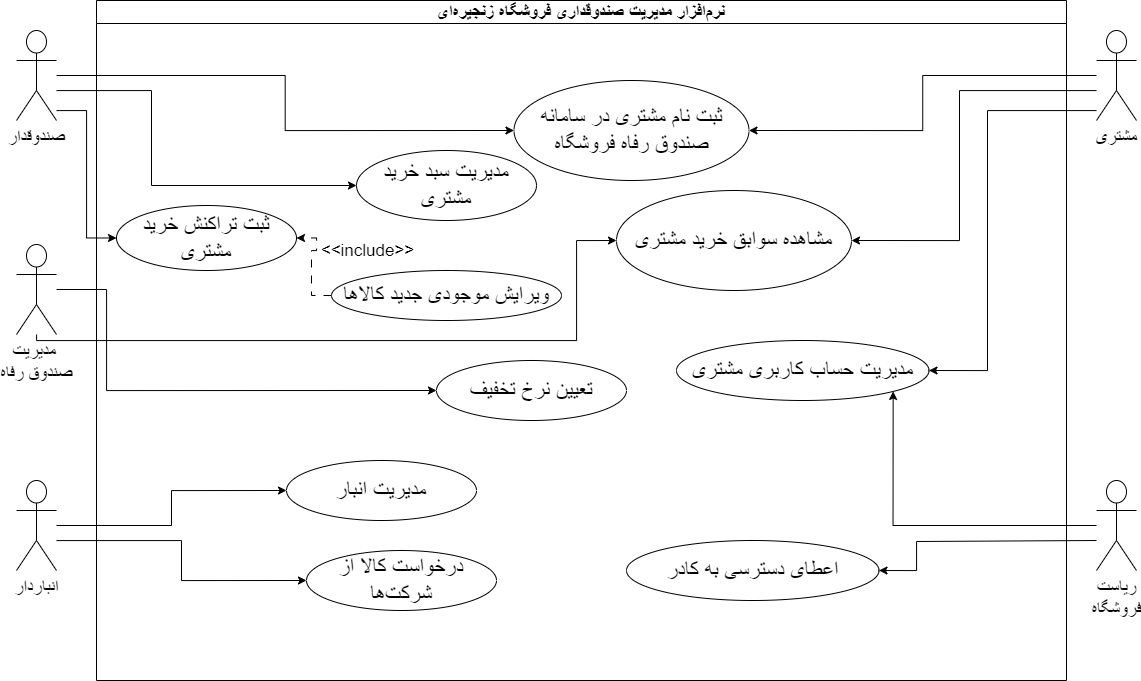 نرم‌افزار مدیریت صندوقداری فروشگاه زنجیره‌ای
صندوقدار
مشتری
ثبت نام مشتری در سامانه
صندوق رفاه فروشگاه
مدیریت سبد خرید
مشتری
ثبت تراکنش خرید
مشتری
<<include>>
مشاهده سوابق خرید مشتری
ویرایش موجودی جدید کالاها
مدیریت
صندوق رفاه
مدیریت حساب کاربری مشتری
تعیین نرخ تخفیف
مدیریت انبار
درخواست کالا از
شرکت‌ها
اعطای دسترسی به کادر
انباردار
ریاست
فروشگاه